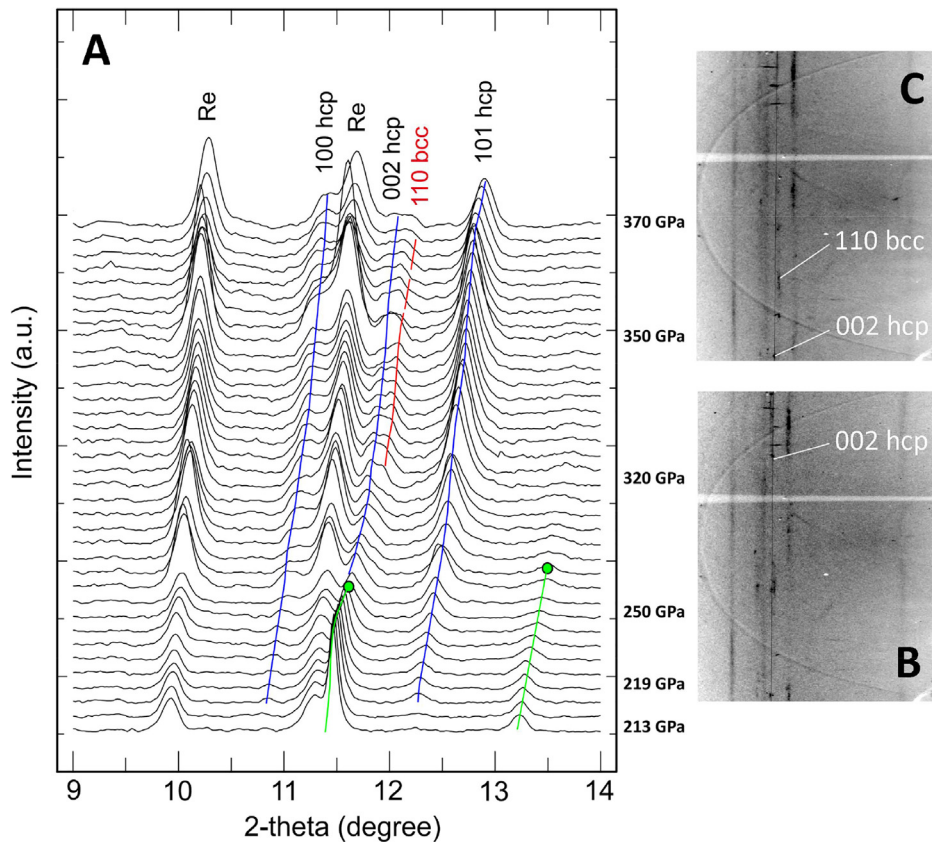 A
Re
100 hcp
Re
002 hcp
110 bcc
101 hcp
370 GPa
350 GPa
320 GPa
250 GPa
219 GPa
213 GPa
Intensity (a.u.)
9
10
11
12
13
14
2-theta (degree)
C
110 bcc
002 hcp
002 hcp
B